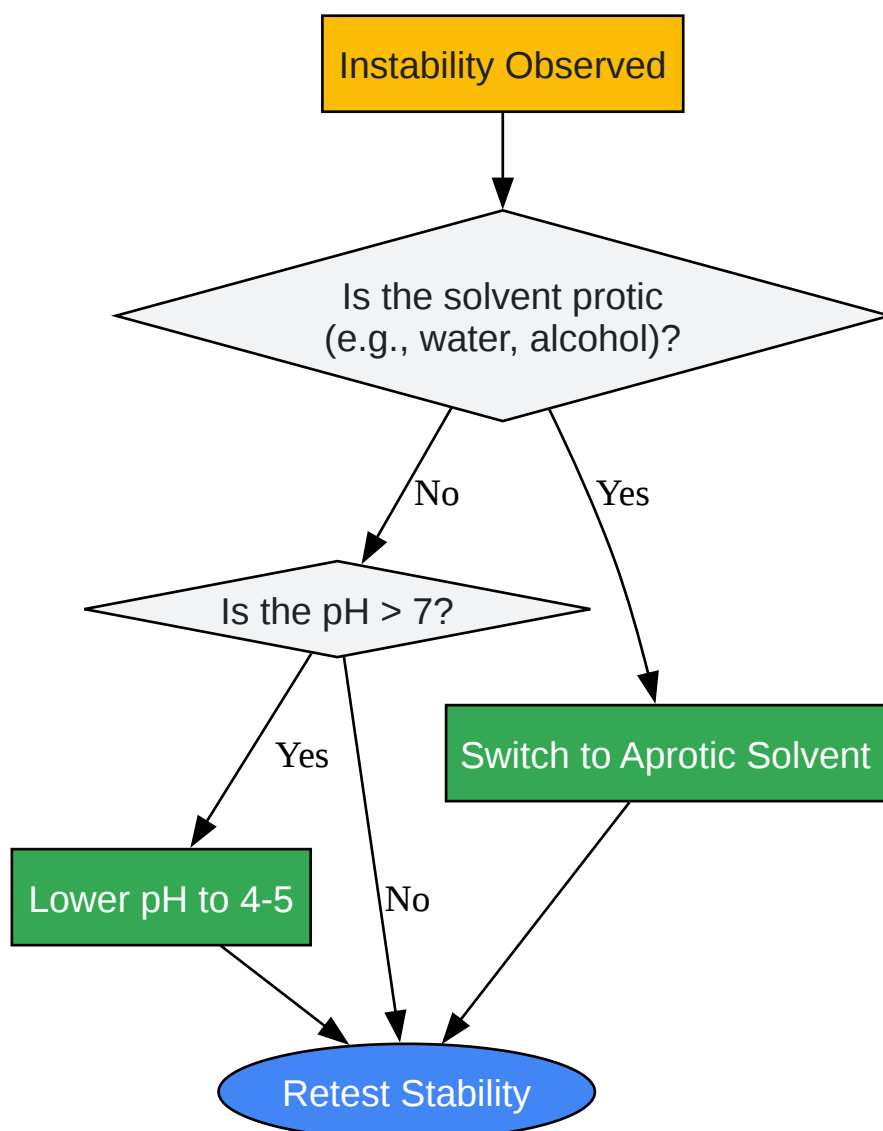 Instability Observed
Is the solvent protic
(e.g., water, alcohol)?
No
Yes
Is the pH > 7?
Yes
Switch to Aprotic Solvent
Lower pH to 4-5
No
Retest Stability